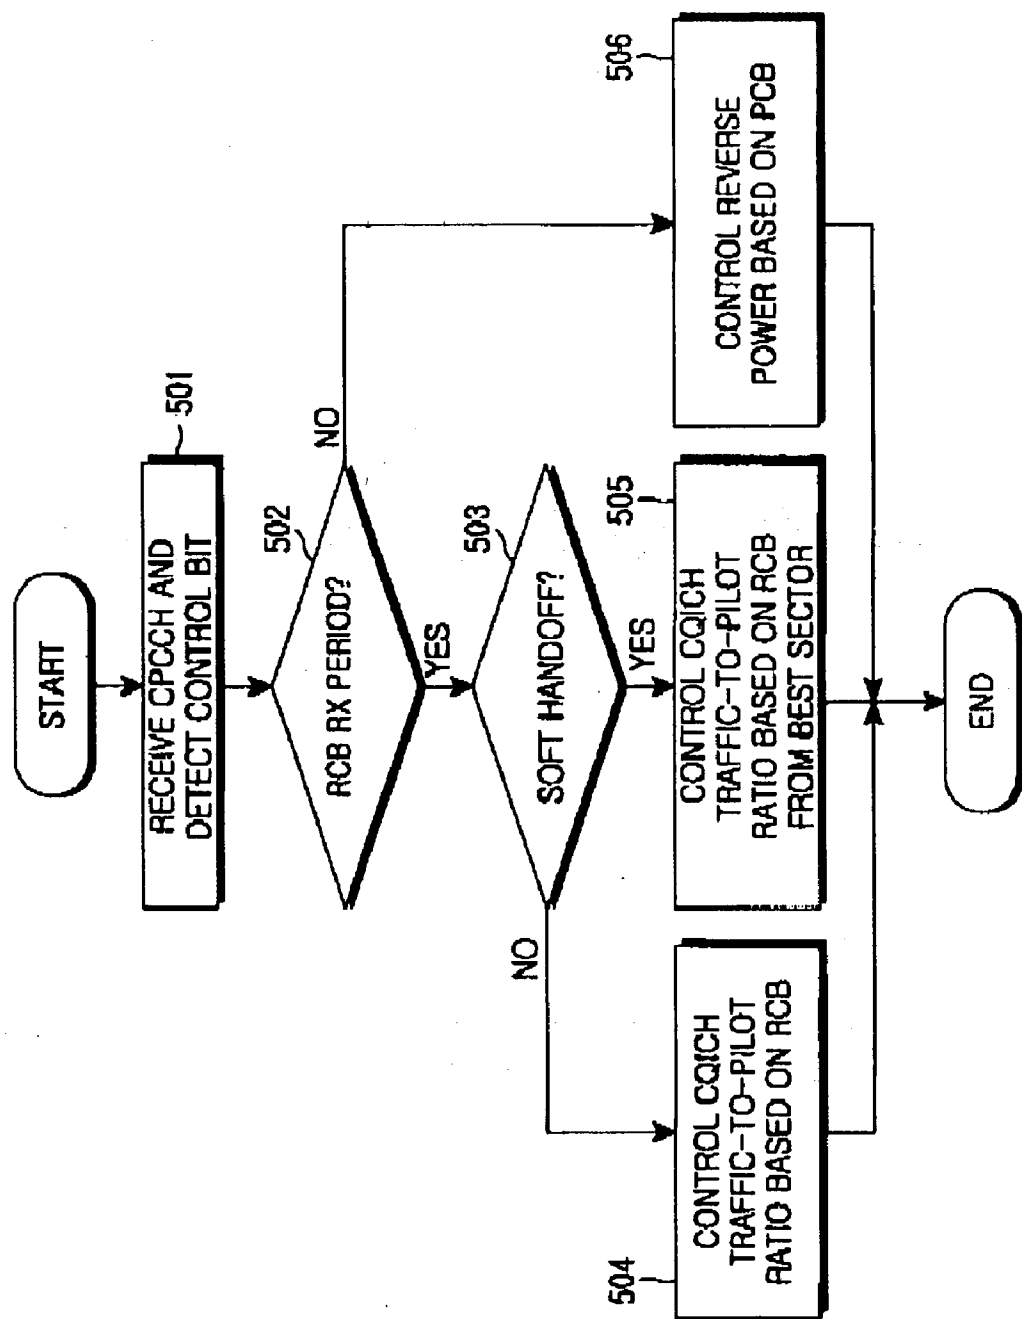 START
RECEIVE CPCCH AND
DETECT CONTROL BIT
501
RCB RX PERIOD?
502
NO
YES
SOFT HANDOFF?
503
NO
YES
504
CONTROL CQICH
TRAFFIC-TO-PILOT
RATIO BASED ON RCB
505
CONTROL CQICH
TRAFFIC-TO-PILOT
RATIO BASED ON RCB
FROM BEST SECTOR
506
CONTROL REVERSE
POWER BASED ON PCB
END